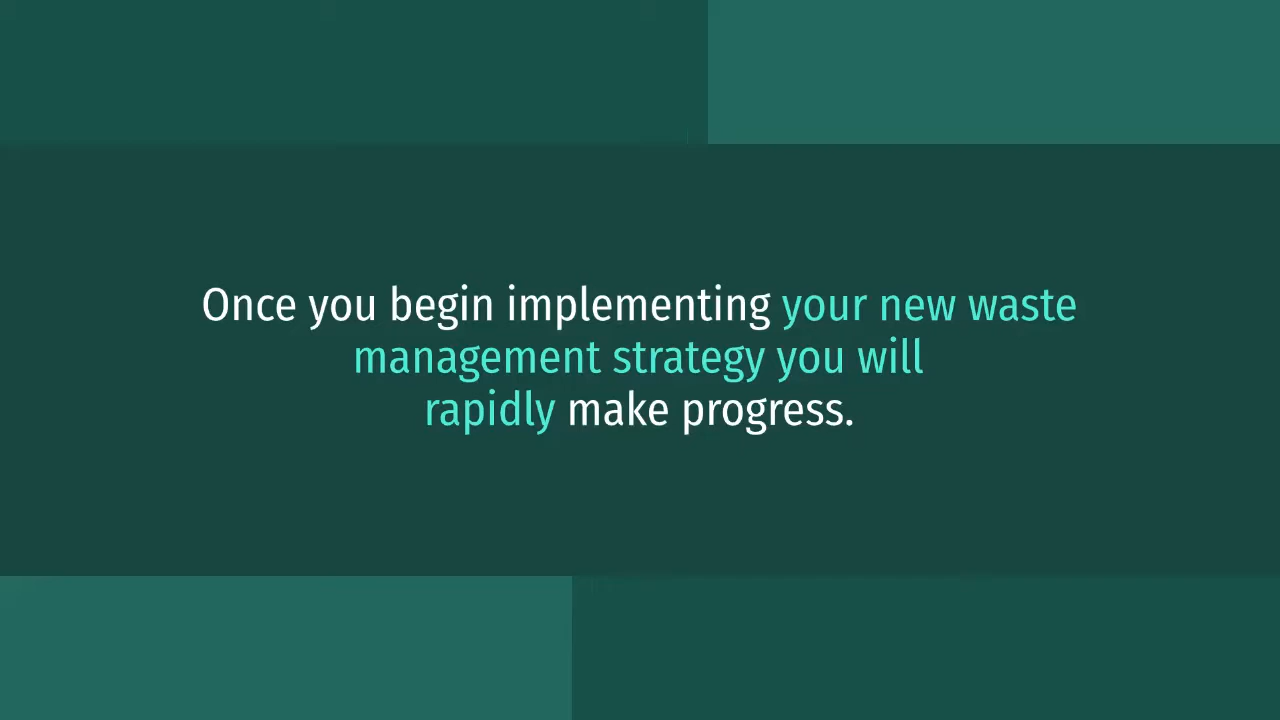 Once you begin implementing your new waste
management strategy you will
rapidly make progress.